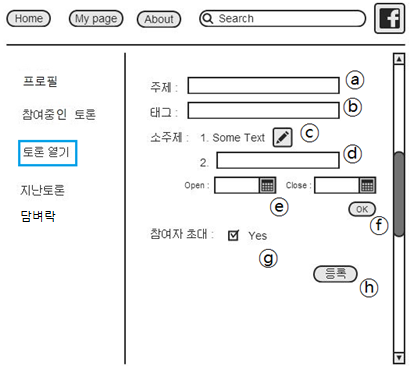 Home My page About Search f
프로필
참여중인 토론
토론 열기
지난토론
담벼락
주제 : ⓐ
태그 : ⓑ
소주제 : 1. Some Text ⓒ
2. ⓓ
Open : Close :
ⓔ
OK
ⓕ
참여자 초대 : Yes
ⓖ
등록
ⓗ